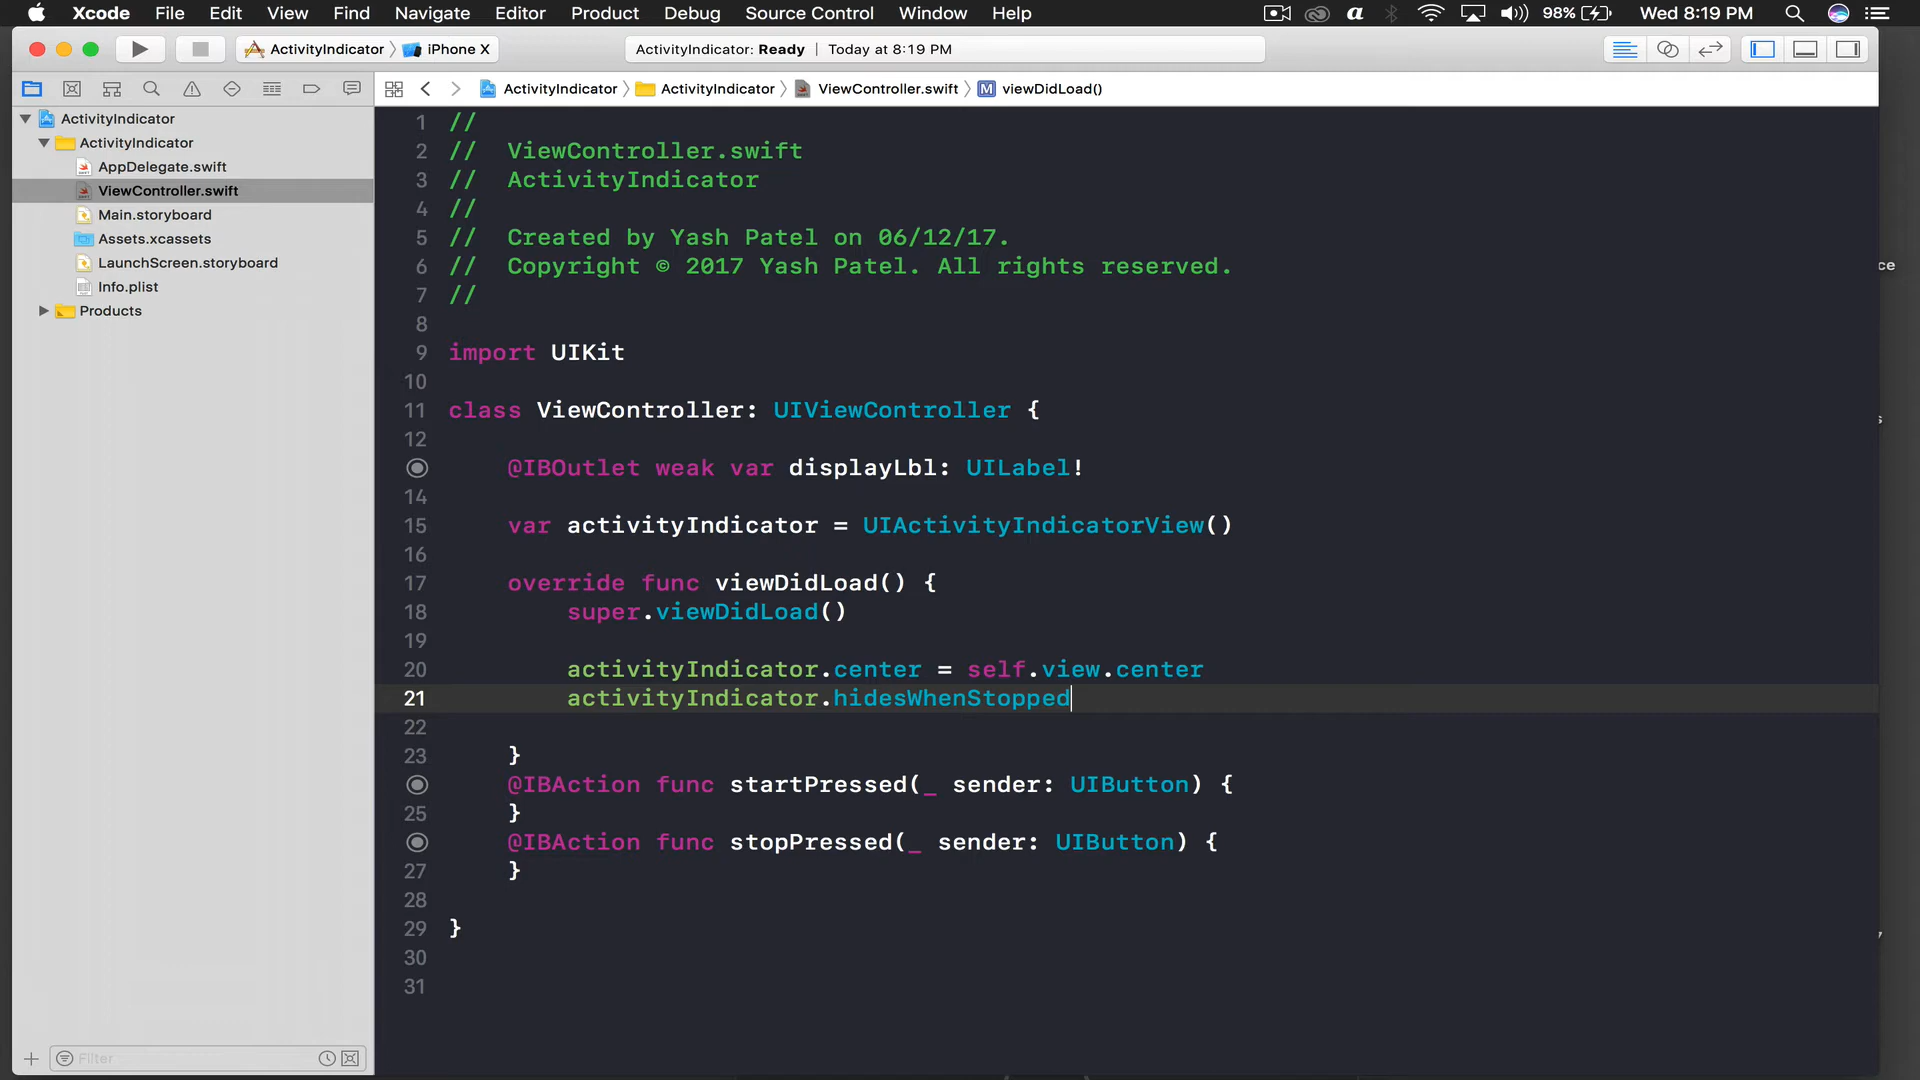 Xcode File Edit View Find Navigate Editor Product Debug Source Control Window Help 98% Wed 8:19 PM
ActivityIndicator iPhone X ActivityIndicator: Ready | Today at 8:19 PM
ActivityIndicator ActivityIndicator ViewController.swift M viewDidLoad()
ActivityIndicator
ActivityIndicator
AppDelegate.swift
ViewController.swift
Main.storyboard
Assets.xcassets
LaunchScreen.storyboard
Info.plist
Products
Filter
1 //
2 // ViewController.swift
3 // ActivityIndicator
4 //
5 // Created by Yash Patel on 06/12/17.
6 // Copyright © 2017 Yash Patel. All rights reserved.
7 //
8
9 import UIKit
10
11 class ViewController: UIViewController {
12
@IBOutlet weak var displayLbl: UILabel!
14
15 var activityIndicator = UIActivityIndicatorView()
16
17 override func viewDidLoad() {
18 super.viewDidLoad()
19
20 activityIndicator.center = self.view.center
21 activityIndicator.hidesWhenStopped
22
23 }
@IBAction func startPressed(_ sender: UIButton) {
25 }
@IBAction func stopPressed(_ sender: UIButton) {
27 }
28
29 }
30
31
ce
s